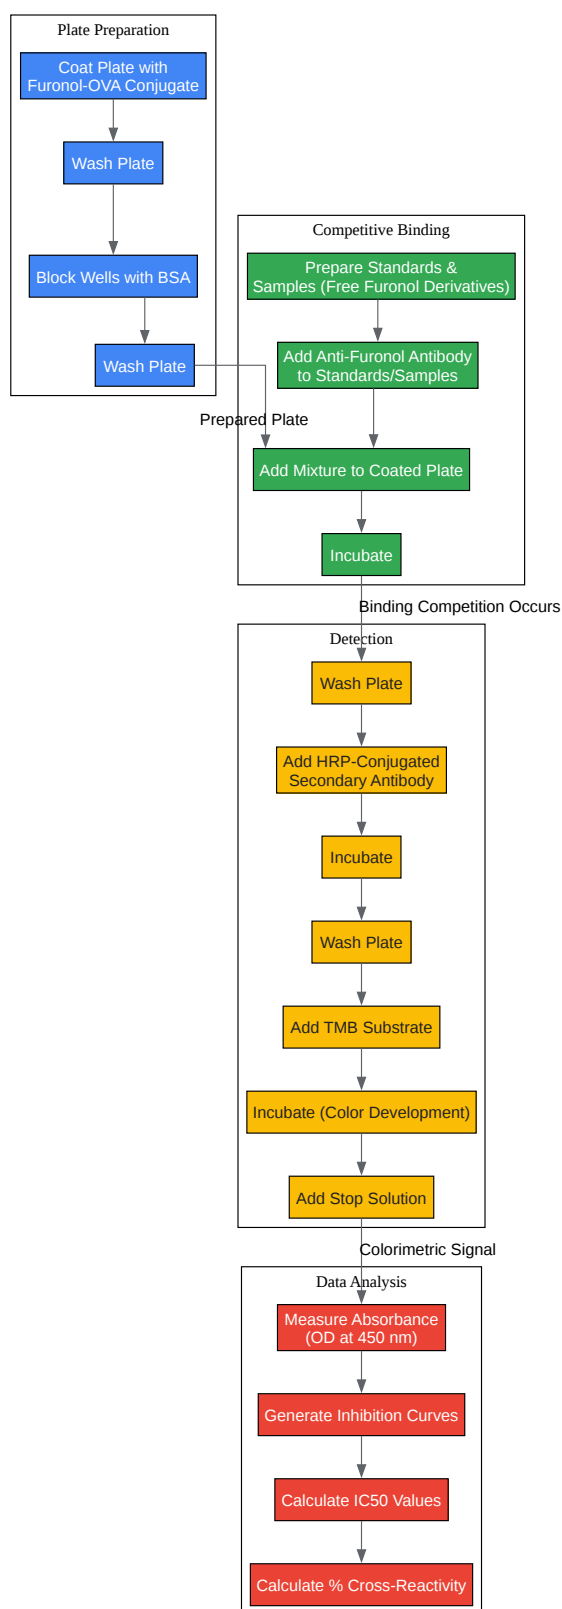 Plate Preparation
Coat Plate with
Furonol-OVA Conjugate
Wash Plate
Block Wells with BSA
Wash Plate
Prepared Plate
Competitive Binding
Prepare Standards &
Samples (Free Furonol Derivatives)
Add Anti-Furonol Antibody
to Standards/Samples
Add Mixture to Coated Plate
Incubate
Binding Competition Occurs
Detection
Wash Plate
Add HRP-Conjugated
Secondary Antibody
Incubate
Wash Plate
Add TMB Substrate
Incubate (Color Development)
Add Stop Solution
Colorimetric Signal
Data Analysis
Measure Absorbance
(OD at 450 nm)
Generate Inhibition Curves
Calculate IC50 Values
Calculate % Cross-Reactivity